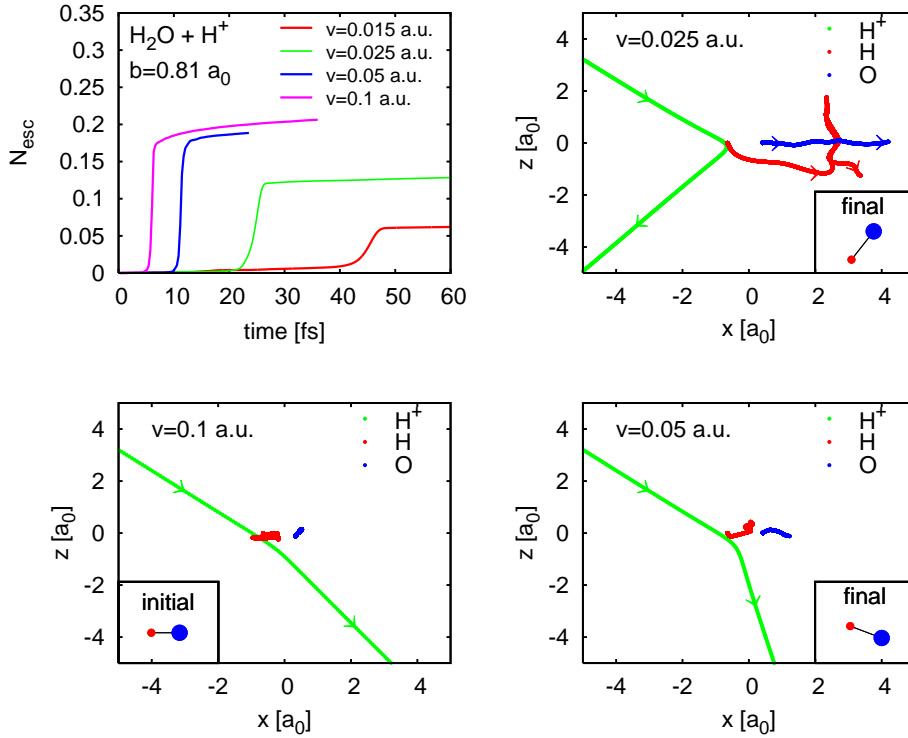 0.35
0.3
0.25
0.2
0.15
0.1
0.05
0
N_esc
H₂O + H⁺
b=0.81 a₀
v=0.015 a.u.
v=0.025 a.u.
v=0.05 a.u.
v=0.1 a.u.
0 10 20 30 40 50 60
time [fs]
v=0.025 a.u.
H⁺
H
O
4
2
0
-2
-4
z [a₀]
final
-4 -2 0 2 4
x [a₀]
v=0.1 a.u.
H⁺
H
O
4
2
0
-2
-4
z [a₀]
initial
-4 -2 0 2 4
x [a₀]
v=0.05 a.u.
H⁺
H
O
4
2
0
-2
-4
z [a₀]
final
-4 -2 0 2 4
x [a₀]